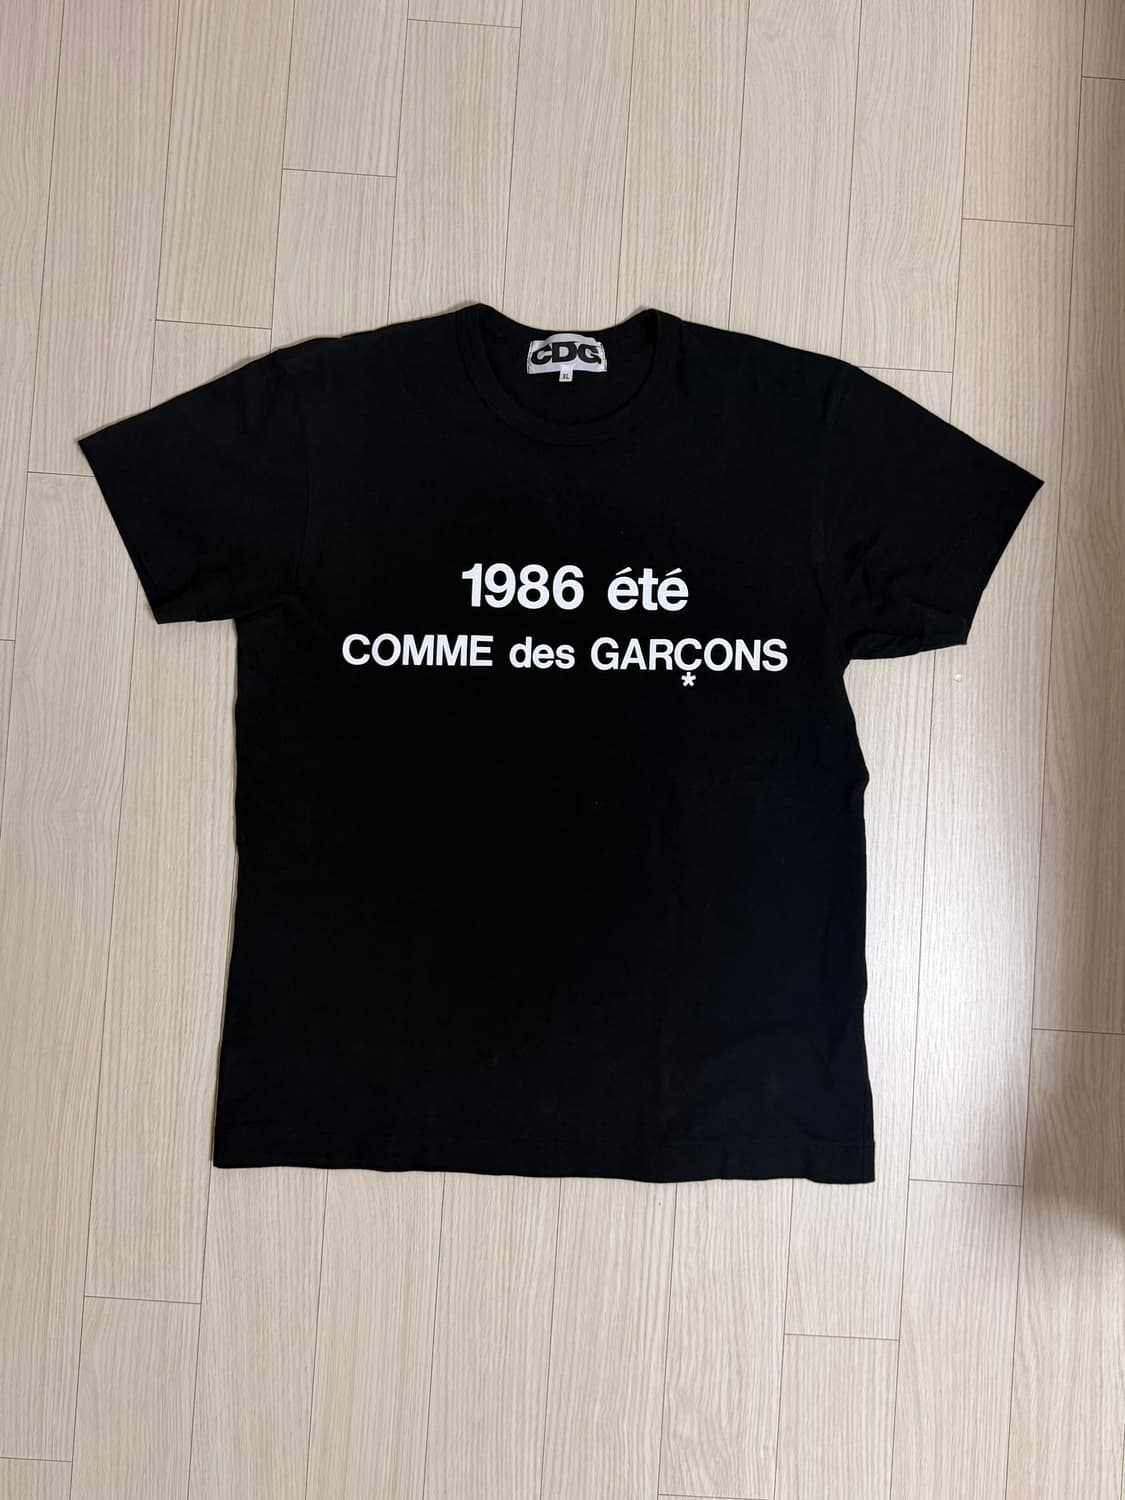 CDG
XL
1986 été
COMME des GARÇONS
*